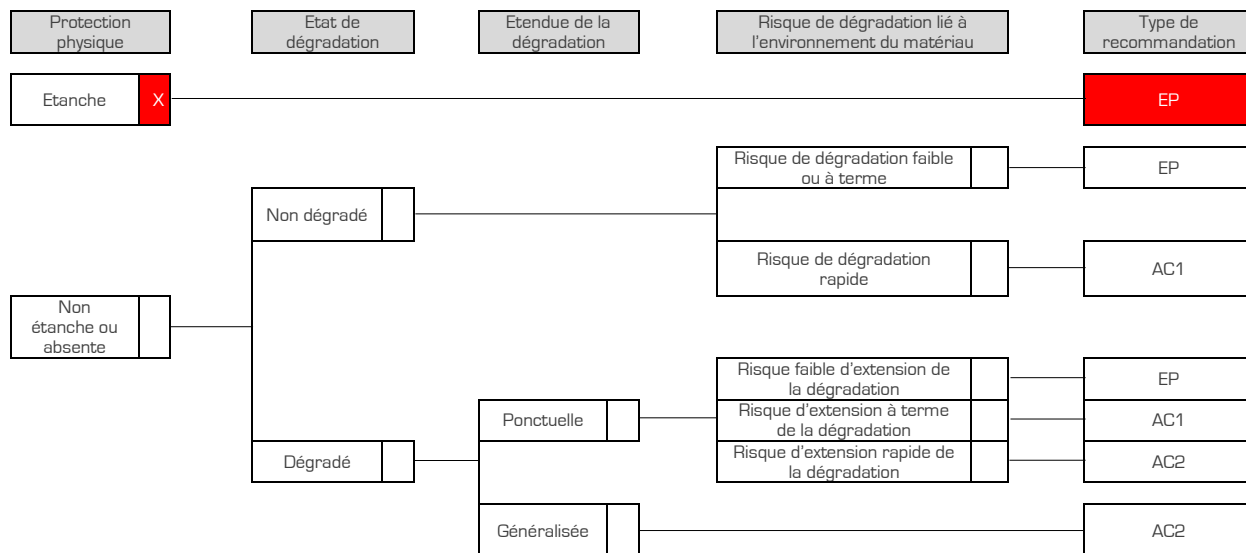 Protection
physique
Etat de
dégradation
Etendue de la
dégradation
Risque de dégradation lié à
l'environnement du matériau
Type de
recommandation
Etanche X
EP
Risque de dégradation faible
ou à terme
EP
Non dégradé
Risque de dégradation
rapide
AC1
Non
étanche ou
absente
Risque faible d'extension de
la dégradation
EP
Ponctuelle
Risque d'extension à terme
de la dégradation
AC1
Dégradé
Risque d'extension rapide de
la dégradation
AC2
Généralisée
AC2